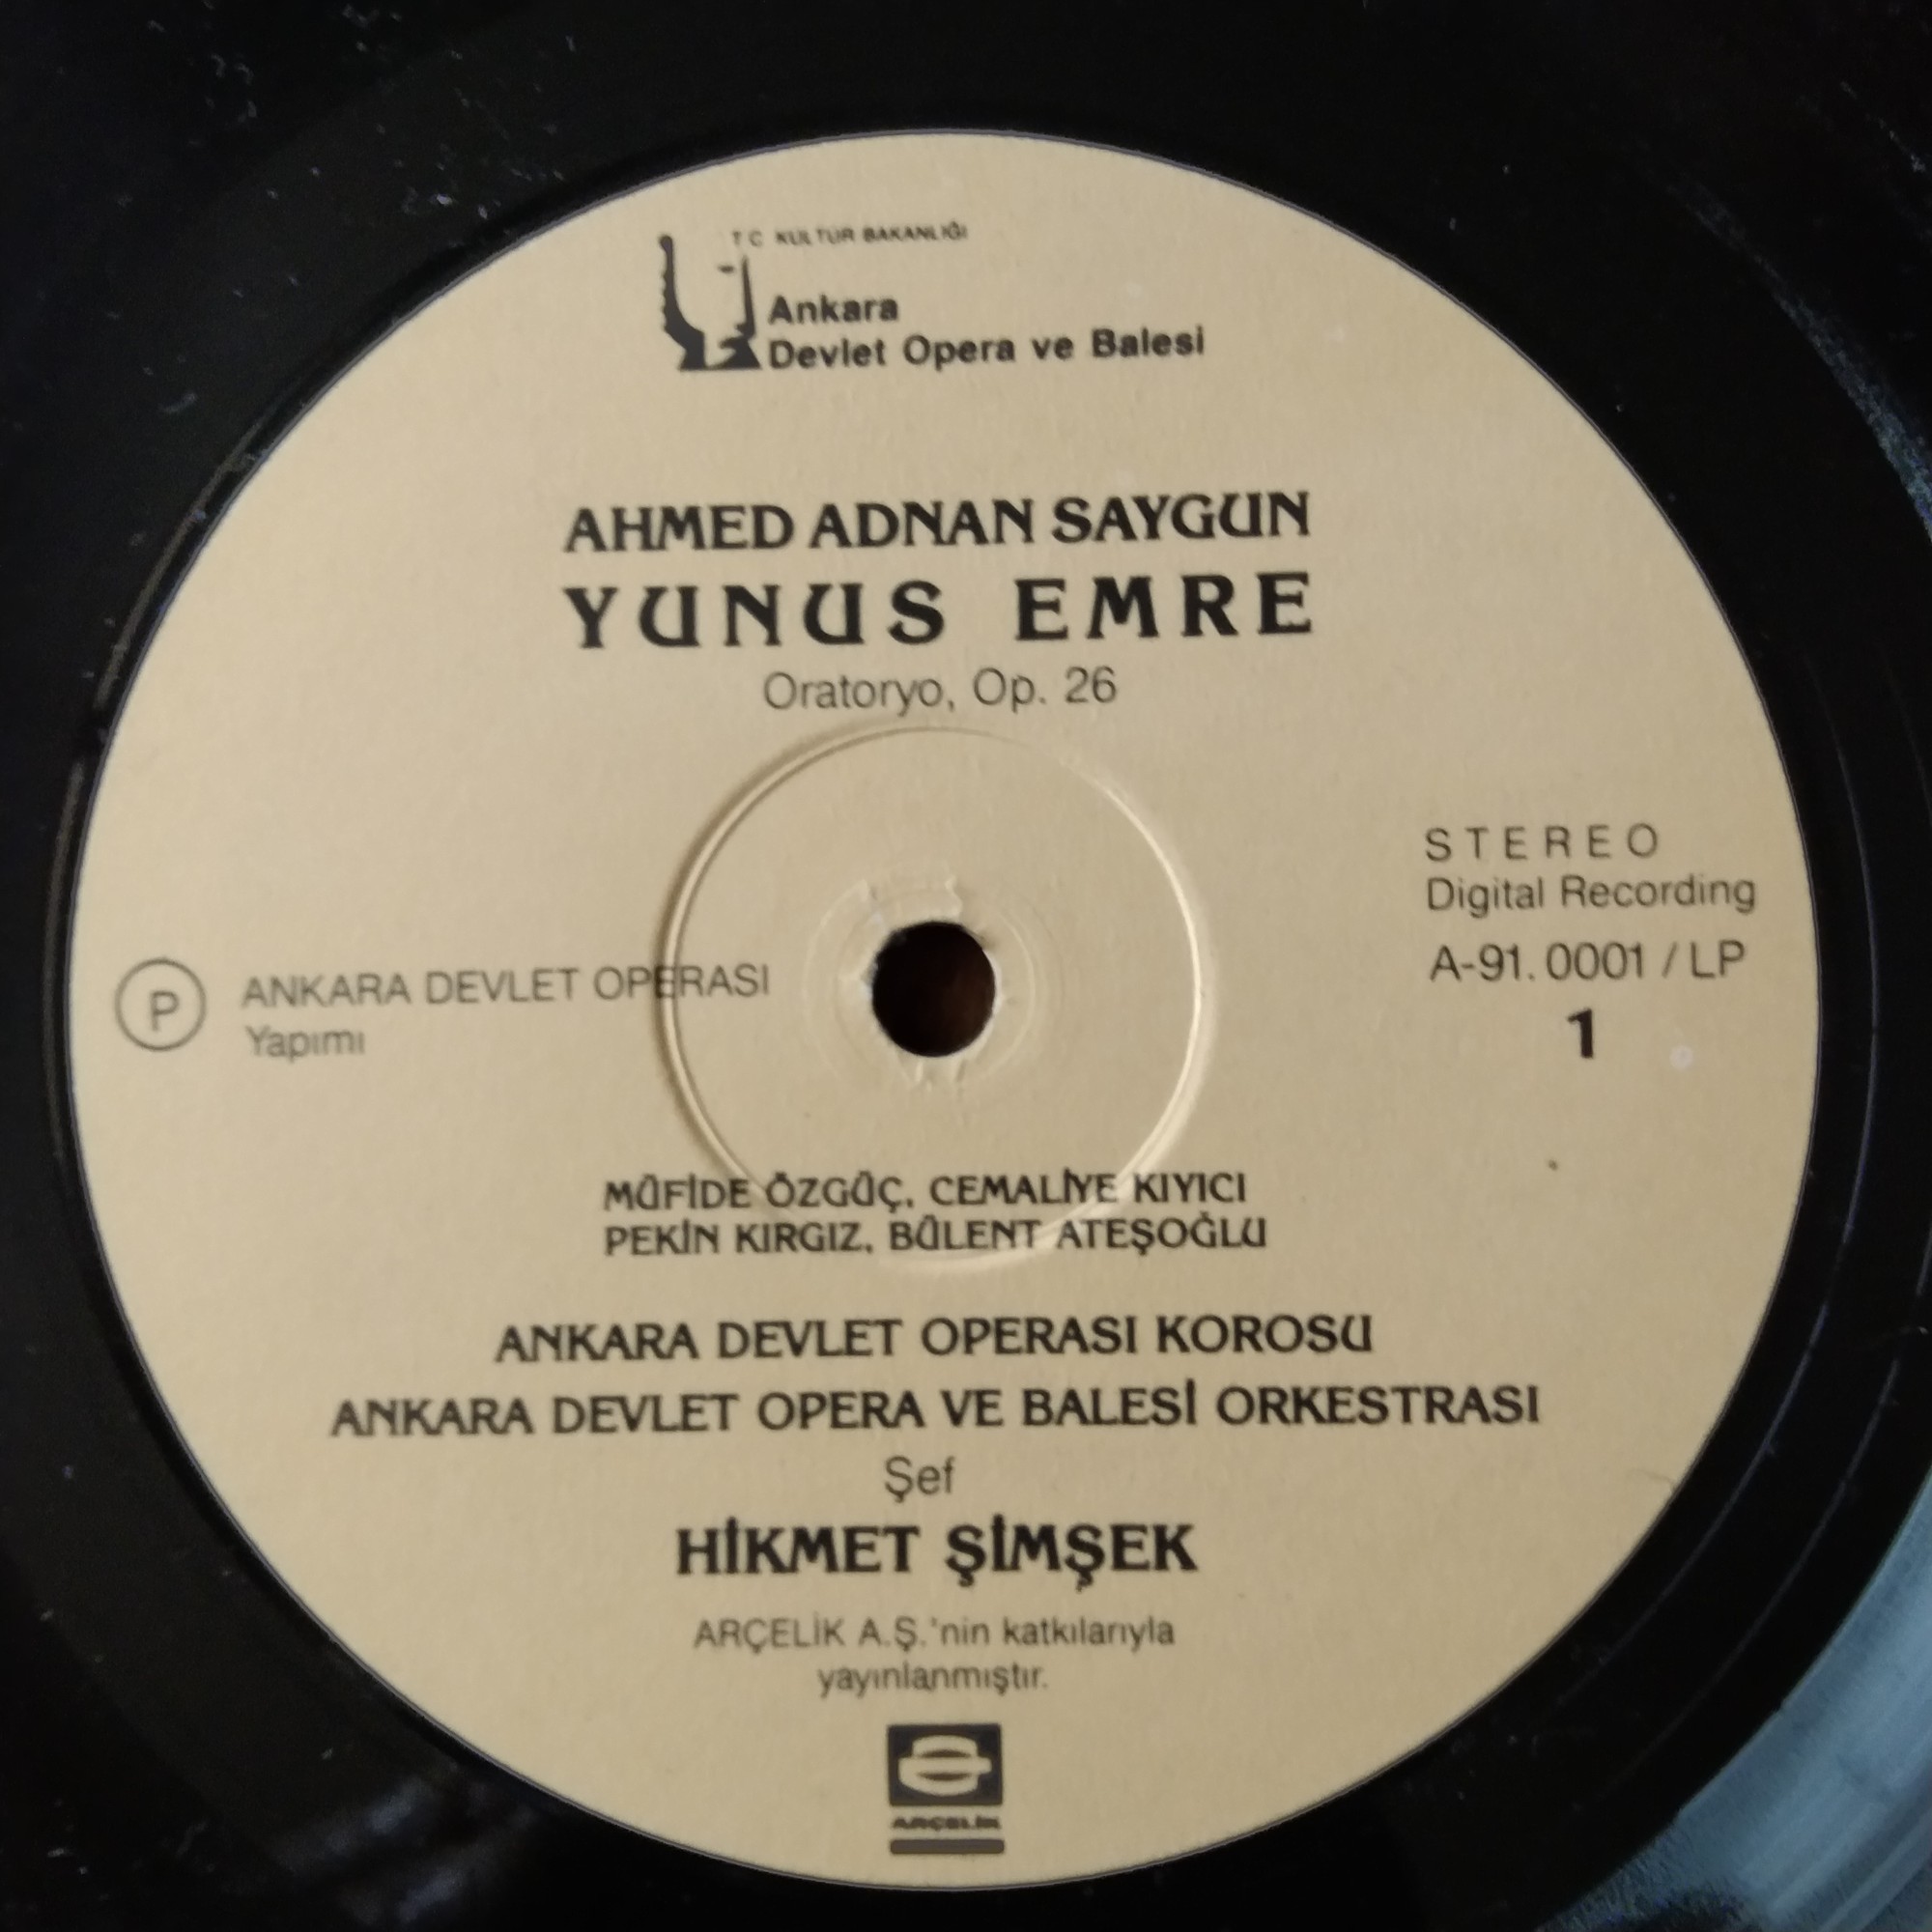 T C KÜLTÜR BAKANLIĞI
Ankara
Devlet Opera ve Balesi
AHMED ADNAN SAYGUN
YUNUS EMRE
Oratoryo, Op. 26
STEREO
Digital Recording
A-91.0001 / LP
1
P ANKARA DEVLET OPERASI
Yapımı
MÜFİDE ÖZGÜÇ, CEMALİYE KIYICI
PEKİN KIRGIZ, BÜLENT ATEŞOĞLU
ANKARA DEVLET OPERASI KOROSU
ANKARA DEVLET OPERA VE BALESİ ORKESTRASI
Şef
HİKMET ŞİMŞEK
ARÇELİK A.Ş.'nin katkılarıyla
yayınlanmıştır.
ARÇELİK